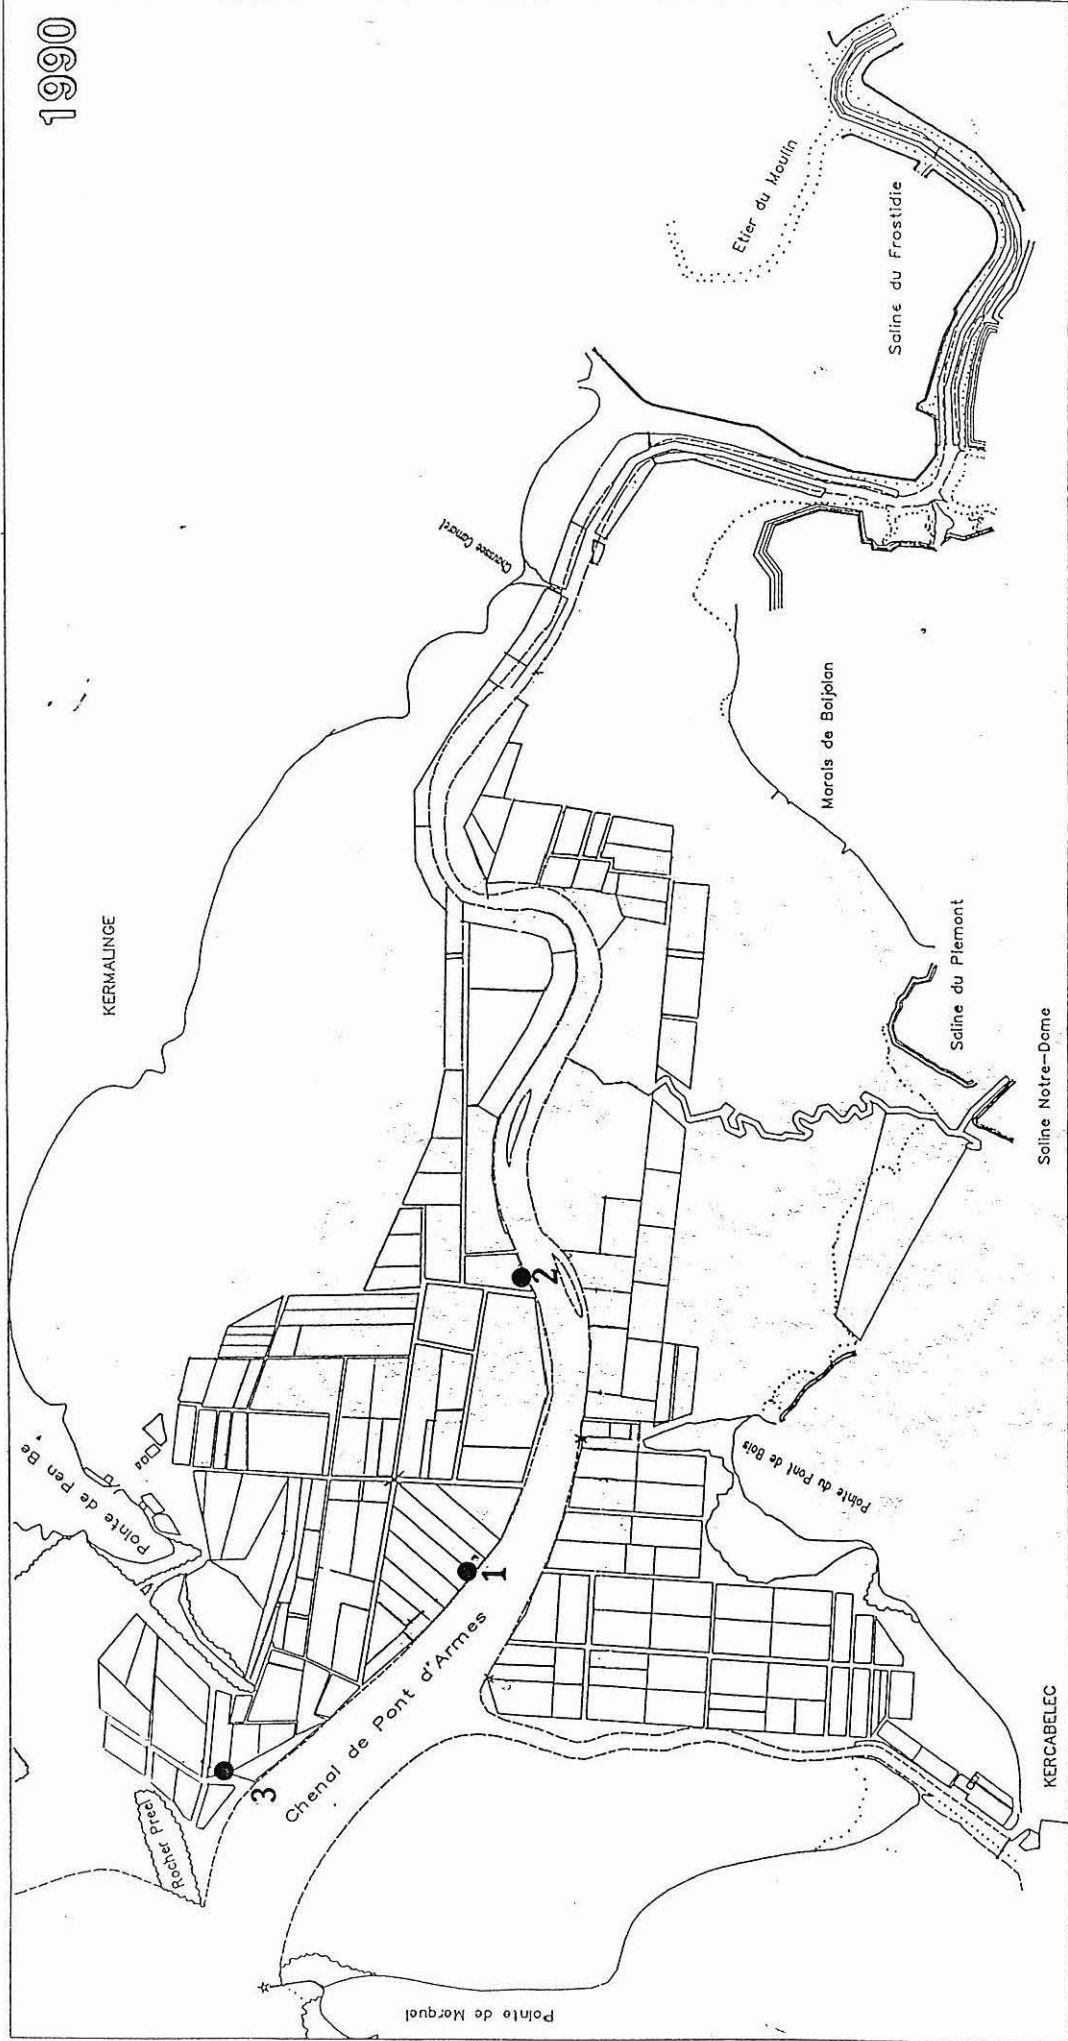 1990
Etier du Moulin
Saline du Frostidie
Chaussee Camarel
KERMALINGE
Marais de Boljolan
Saline du Plemont
Saline Notre-Dame
Pointe de Pen Be
Pointe du Pont de Bois
2
1
3
Chenal de Pont d'Armes
Rocher Preel
KERCABELEC
Pointe de Merquel